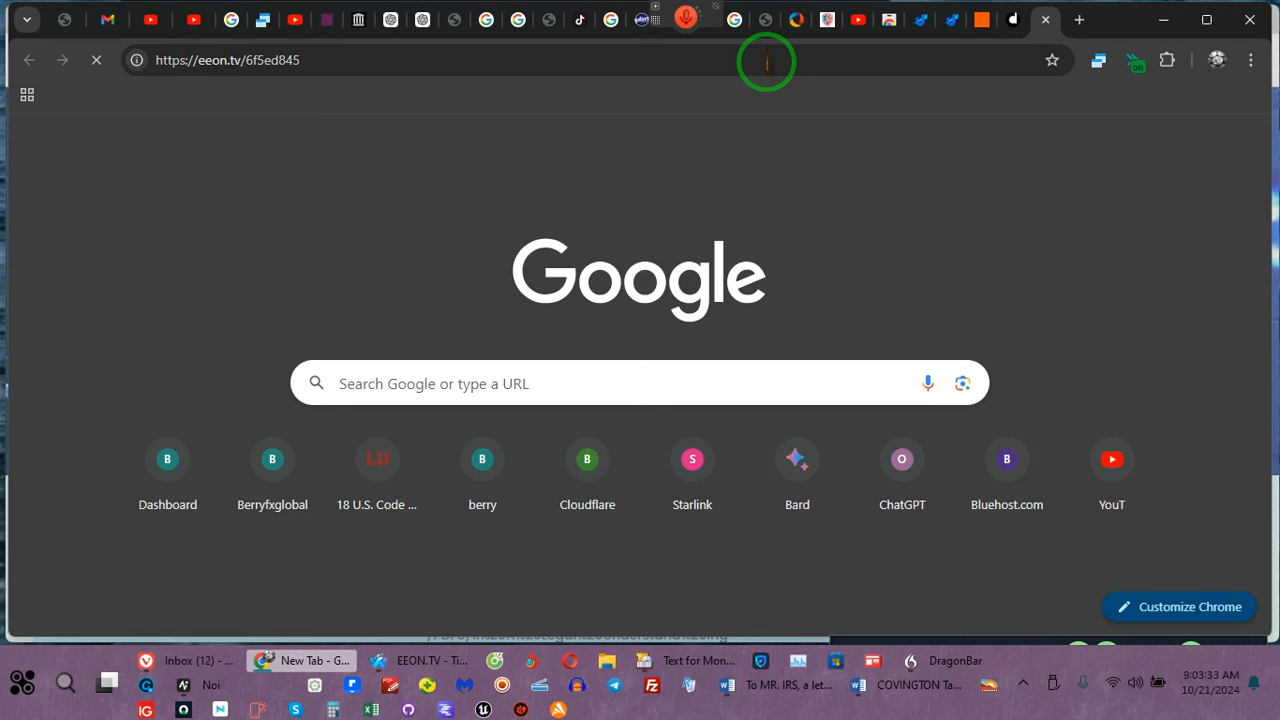 https://eeon.tv/6f5ed845
Google
Search Google or type a URL
B
B
LII
B
B
S
O
B
Dashboard
Berryfxglobal
18 U.S. Code ...
berry
Cloudflare
Starlink
Bard
ChatGPT
Bluehost.com
YouT
Customize Chrome
Inbox (12) - ...
New Tab - G...
EEON.TV - Ti...
Text for Mon...
DragonBar
Noi
To MR. IRS, a let...
COVINGTON Ta...
on
9:03:33 AM
10/21/2024